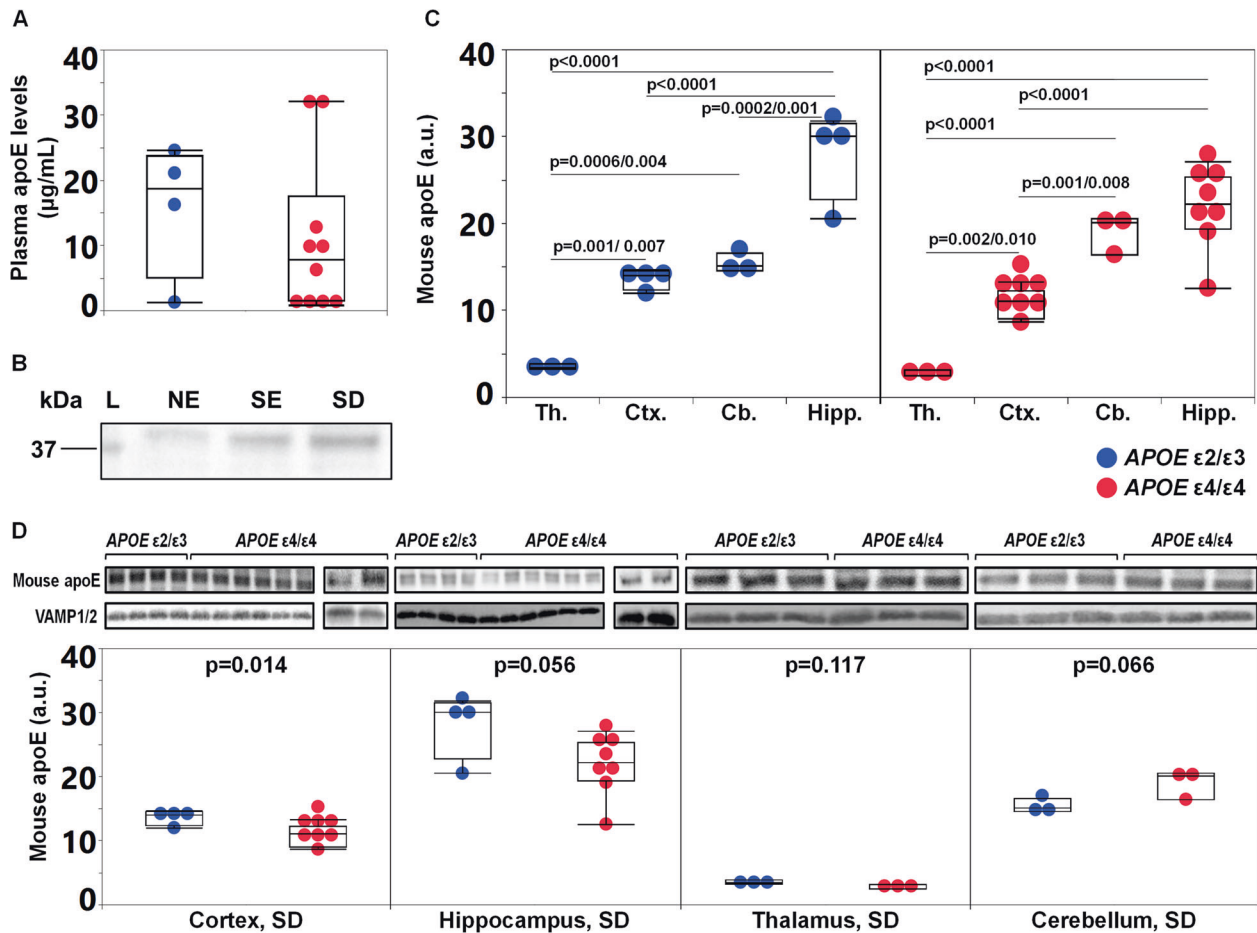 A
Plasma apoE levels
(µg/mL)
40
30
20
10
0
B
kDa L NE SE SD
37
C
Mouse apoE (a.u.)
40
30
20
10
0
p<0.0001
p<0.0001
p=0.0002/0.001
p=0.0006/0.004
p=0.001/ 0.007
p<0.0001
p<0.0001
p<0.0001
p=0.001/0.008
p=0.002/0.010
Th. Ctx. Cb. Hipp. Th. Ctx. Cb. Hipp.
APOE ε2/ε3
APOE ε4/ε4
D
APOE ε2/ε3 APOE ε4/ε4 APOE ε2/ε3 APOE ε4/ε4 APOE ε2/ε3 APOE ε4/ε4 APOE ε2/ε3 APOE ε4/ε4
Mouse apoE
VAMP1/2
Mouse apoE (a.u.)
40
30
20
10
0
p=0.014 p=0.056 p=0.117 p=0.066
Cortex, SD Hippocampus, SD Thalamus, SD Cerebellum, SD